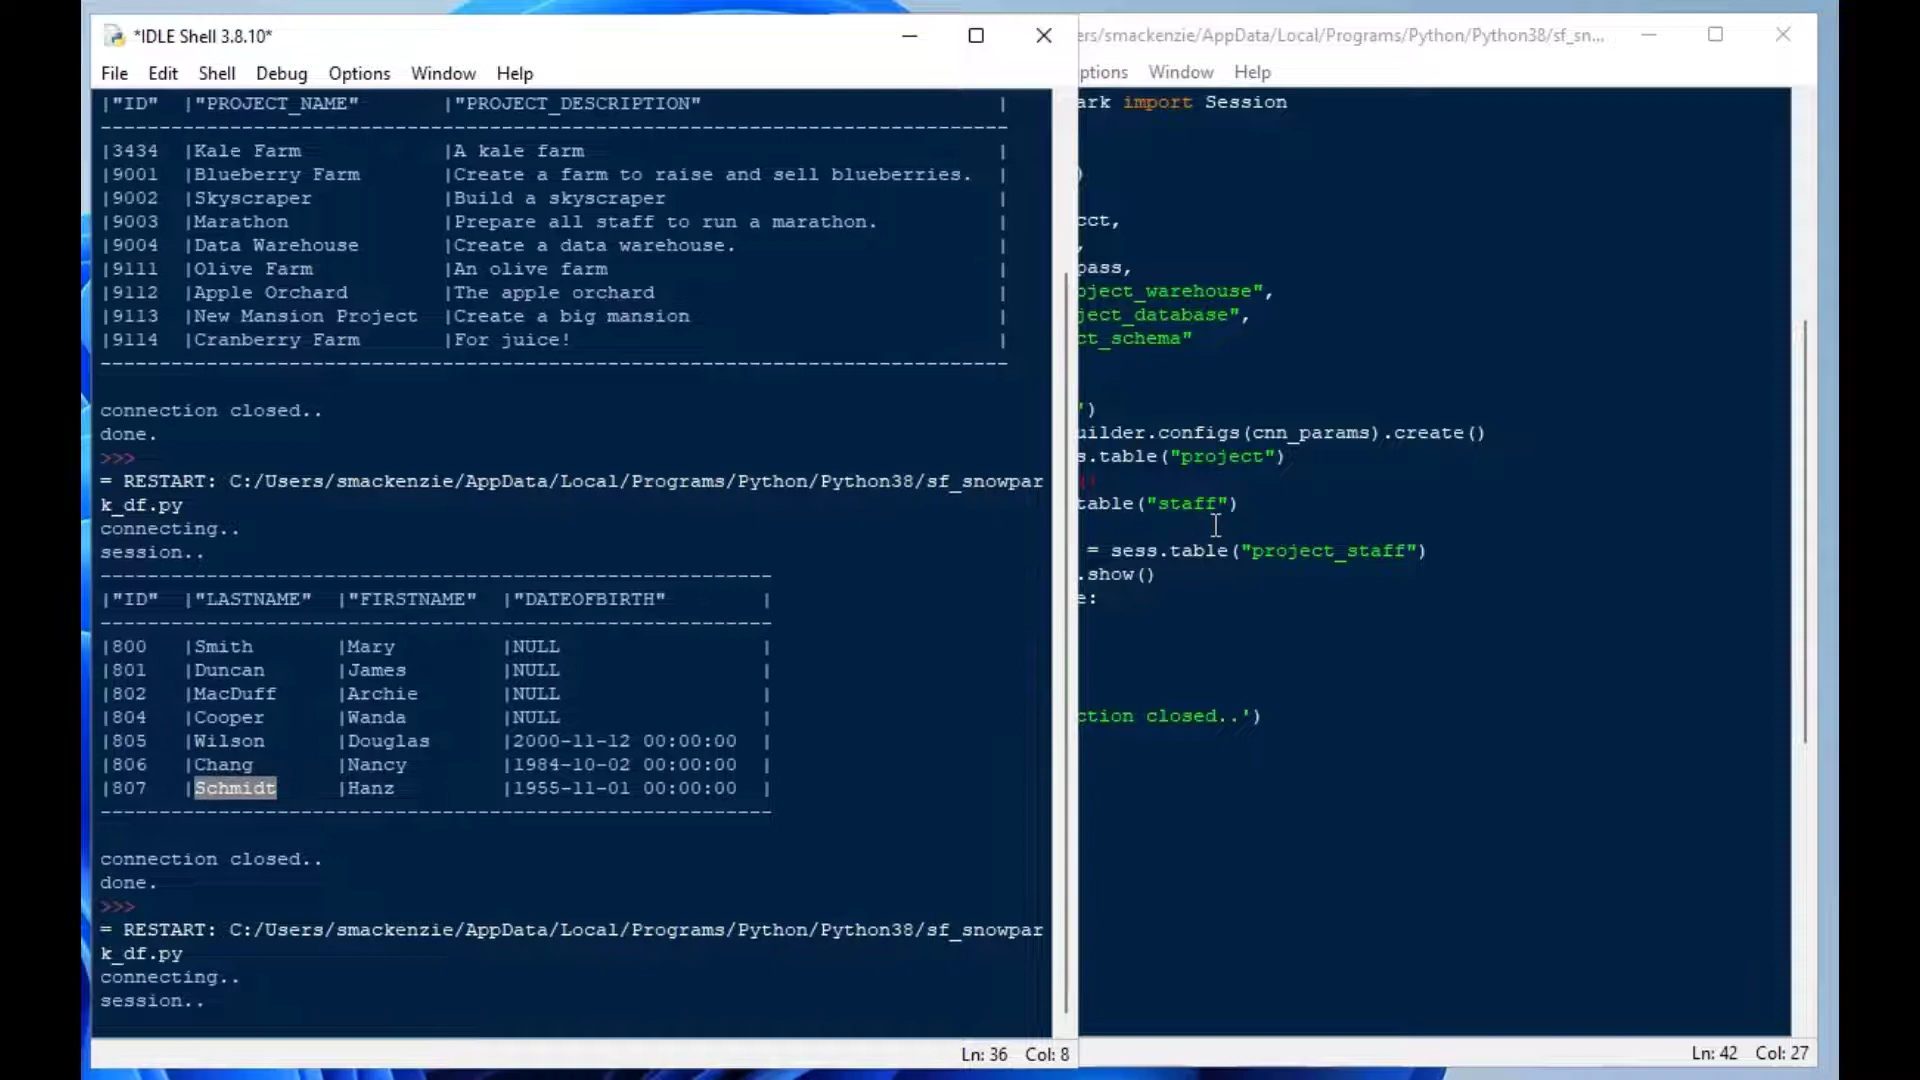 *IDLE Shell 3.8.10*
File Edit Shell Debug Options Window Help
|"ID" |"PROJECT_NAME" |"PROJECT_DESCRIPTION" |
|3434 |Kale Farm |A kale farm |
|9001 |Blueberry Farm |Create a farm to raise and sell blueberries. |
|9002 |Skyscraper |Build a skyscraper |
|9003 |Marathon |Prepare all staff to run a marathon. |
|9004 |Data Warehouse |Create a data warehouse. |
|9111 |Olive Farm |An olive farm |
|9112 |Apple Orchard |The apple orchard |
|9113 |New Mansion Project |Create a big mansion |
|9114 |Cranberry Farm |For juice! |
connection closed..
done.
>>>
= RESTART: C:/Users/smackenzie/AppData/Local/Programs/Python/Python38/sf_snowpar
k_df.py
connecting..
session..
|"ID" |"LASTNAME" |"FIRSTNAME" |"DATEOFBIRTH" |
|800 |Smith |Mary |NULL |
|801 |Duncan |James |NULL |
|802 |MacDuff |Archie |NULL |
|804 |Cooper |Wanda |NULL |
|805 |Wilson |Douglas |2000-11-12 00:00:00 |
|806 |Chang |Nancy |1984-10-02 00:00:00 |
|807 |Schmidt |Hanz |1955-11-01 00:00:00 |
connection closed..
done.
>>>
= RESTART: C:/Users/smackenzie/AppData/Local/Programs/Python/Python38/sf_snowpar
k_df.py
connecting..
session..
Ln: 36 Col: 8
ers/smackenzie/AppData/Local/Programs/Python/Python38/sf_sn...
ptions Window Help
ark import Session
)
cct,
,
pass,
oject_warehouse",
ject_database",
ct_schema"
')
uilder.configs(cnn_params).create()
s.table("project")
table("staff")
= sess.table("project_staff")
.show()
e:
ction closed..')
Ln: 42 Col: 27